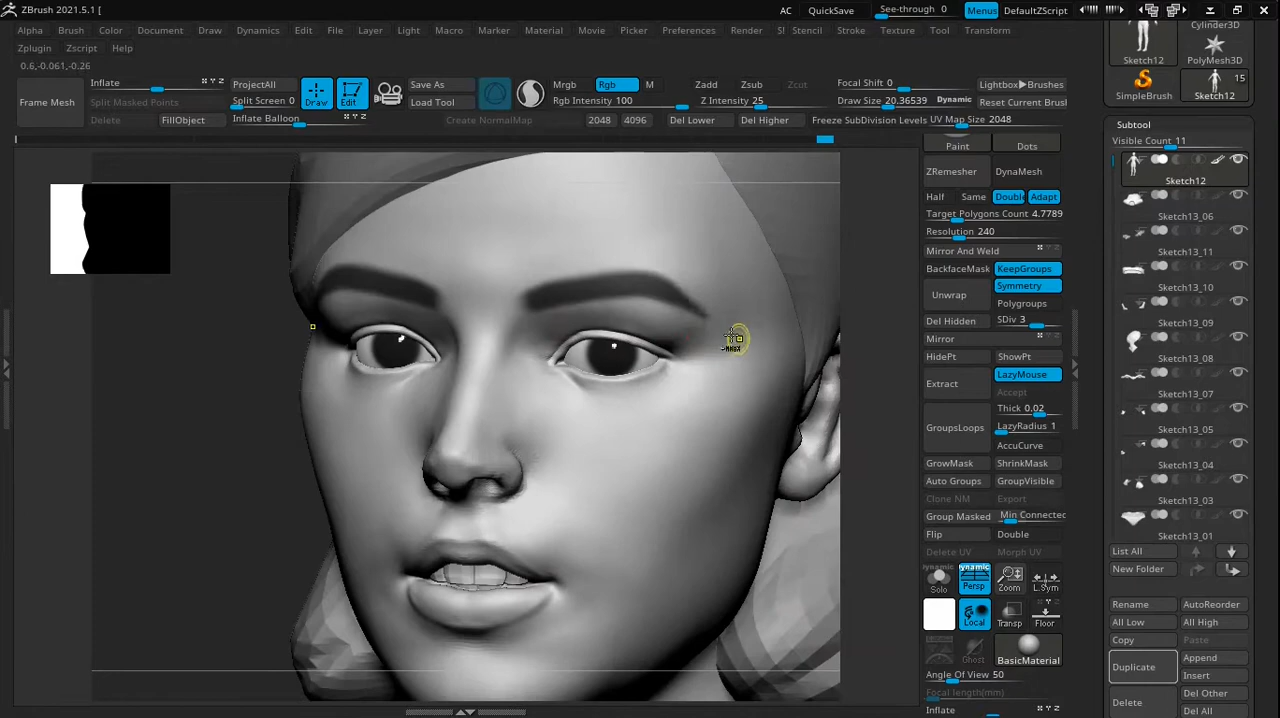 ZBrush 2021.5.1 [
AC QuickSave See-through 0 Menus DefaultZScript
Alpha Brush Color Document Draw Dynamics Edit File Layer Light Macro Marker Material Movie Picker Preferences Render Stencil Stroke Texture Tool Transform
Zplugin Zscript Help
0.6,-0.061,-0.26
Frame Mesh
Inflate
Split Masked Points
Delete FillObject
ProjectAll
Split Screen 0
Inflate Balloon
Draw
Edit
Save As
Load Tool
Create NormalMap
Mrgb Rgb M
Rgb Intensity 100
2048 4096
Zadd Zsub Zcut
Z Intensity 25
Del Lower Del Higher
Focal Shift 0
Draw Size 20.36539 Dynamic
Freeze SubDivision Levels
Lightbox▶Brushes
Reset Current Brush
UV Map Size 2048
Sketch12
Cylinder3D
PolyMesh3D
SimpleBrush
15
Sketch12
Paint Dots
ZRemesher DynaMesh
Half Same Double Adapt
Target Polygons Count 4.7789
Resolution 240
Mirror And Weld
BackfaceMask KeepGroups
Unwrap
Symmetry
Polygroups
Del Hidden SDiv 3
Mirror
HidePt ShowPt
Extract
LazyMouse
Accept
Thick 0.02
GroupsLoops
LazyRadius 1
AccuCurve
GrowMask ShrinkMask
Auto Groups GroupVisible
Clone NM Export
Group Masked Min Connected
Flip Double
Delete UV Morph UV
Dynamic
Solo
Dynamic
Persp
Zoom
L.Sym
Local
Transp
Floor
Ghost
BasicMaterial
Angle Of View 50
Focal length(mm)
Inflate
Subtool
Visible Count 11
Sketch12
Sketch13_06
Sketch13_11
Sketch13_10
Sketch13_09
Sketch13_08
Sketch13_07
Sketch13_05
Sketch13_04
Sketch13_03
Sketch13_01
List All
New Folder
Rename AutoReorder
All Low All High
Copy Paste
Duplicate
Append
Insert
Delete
Del Other
Del All